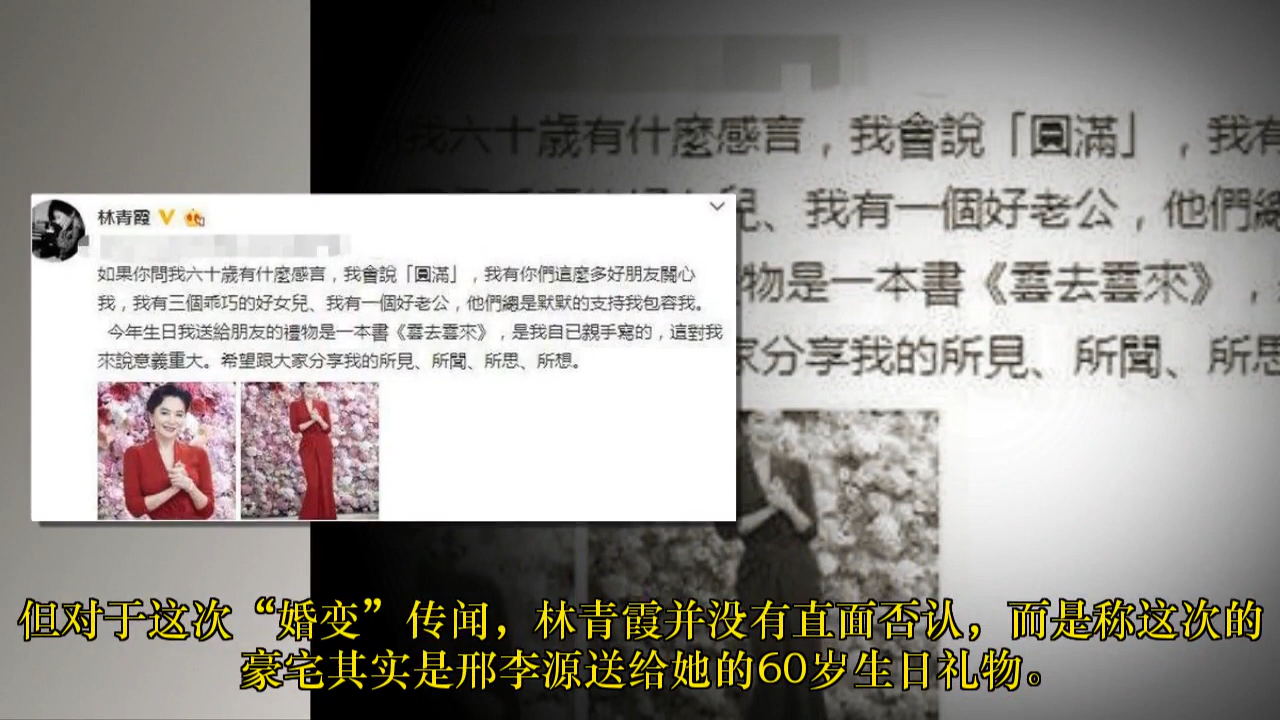 林青霞
如果你問我六十歲有什麼感言，我會說「圓滿」，我有你們這麼多好朋友關心
我，我有三個乖巧的好女兒、我有一個好老公，他們總是默默的支持我包容我。
今年生日我送給朋友的禮物是一本書《雲去雲來》，是我自已親手寫的，這對我
來說意義重大。希望跟大家分享我的所見、所聞、所思、所想。
我六十歲有什麼感言，我會說「圓滿」，我有
兒、我有一個好老公，他們總
物是一本書《雲去雲來》，
家分享我的所見、所聞、所思
但对于这次“婚变”传闻，林青霞并没有直面否认，而是称这次的
豪宅其实是邢李源送给她的60岁生日礼物。